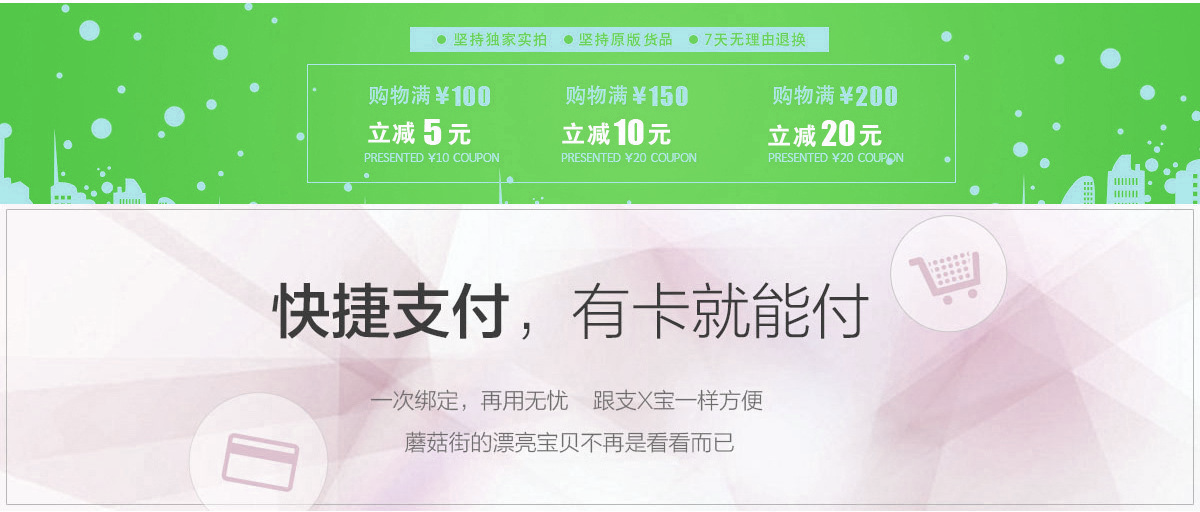 ● 坚持独家实拍 ● 坚持原版货品 ● 7天无理由退换
购物满¥100 购物满¥150 购物满¥200
立减5元 立减10元 立减20元
PRESENTED ¥10 COUPON PRESENTED ¥20 COUPON PRESENTED ¥20 COUPON
快捷支付，有卡就能付
一次绑定，再用无忧 跟支X宝一样方便
蘑菇街的漂亮宝贝不再是看看而已